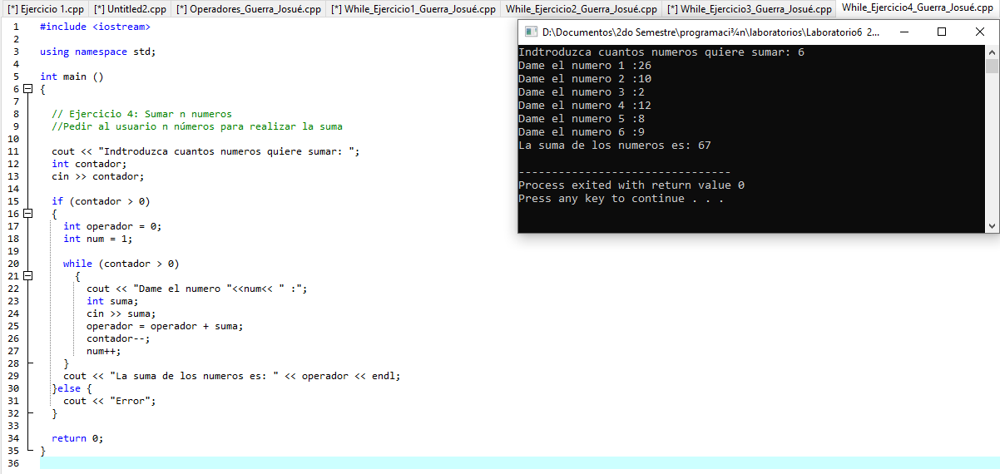 [*] Ejercicio 1.cpp [*] Untitled2.cpp [*] Operadores_Guerra_Josué.cpp [*] While_Ejercicio1_Guerra_Josué.cpp While_Ejercicio2_Guerra_Josué.cpp [*] While_Ejercicio3_Guerra_Josué.cpp While_Ejercicio4_Guerra_Josué.cpp
1 #include <iostream>
2
3 using namespace std;
4
5 int main ()
6 {
7
8 // Ejercicio 4: Sumar n numeros
9 //Pedir al usuario n números para realizar la suma
10
11 cout << "Indtroduzca cuantos numeros quiere sumar: ";
12 int contador;
13 cin >> contador;
14
15 if (contador > 0)
16 {
17 int operador = 0;
18 int num = 1;
19
20 while (contador > 0)
21 {
22 cout << "Dame el numero "<<num<< " :";
23 int suma;
24 cin >> suma;
25 operador = operador + suma;
26 contador--;
27 num++;
28 }
29 cout << "La suma de los numeros es: " << operador << endl;
30 }else {
31 cout << "Error";
32 }
33
34 return 0;
35 }
36
D:\Documentos\2do Semestre\programaci¾n\laboratorios\Laboratorio6 2...
Indtroduzca cuantos numeros quiere sumar: 6
Dame el numero 1 :26
Dame el numero 2 :10
Dame el numero 3 :2
Dame el numero 4 :12
Dame el numero 5 :8
Dame el numero 6 :9
La suma de los numeros es: 67
--------------------------------
Process exited with return value 0
Press any key to continue . . .